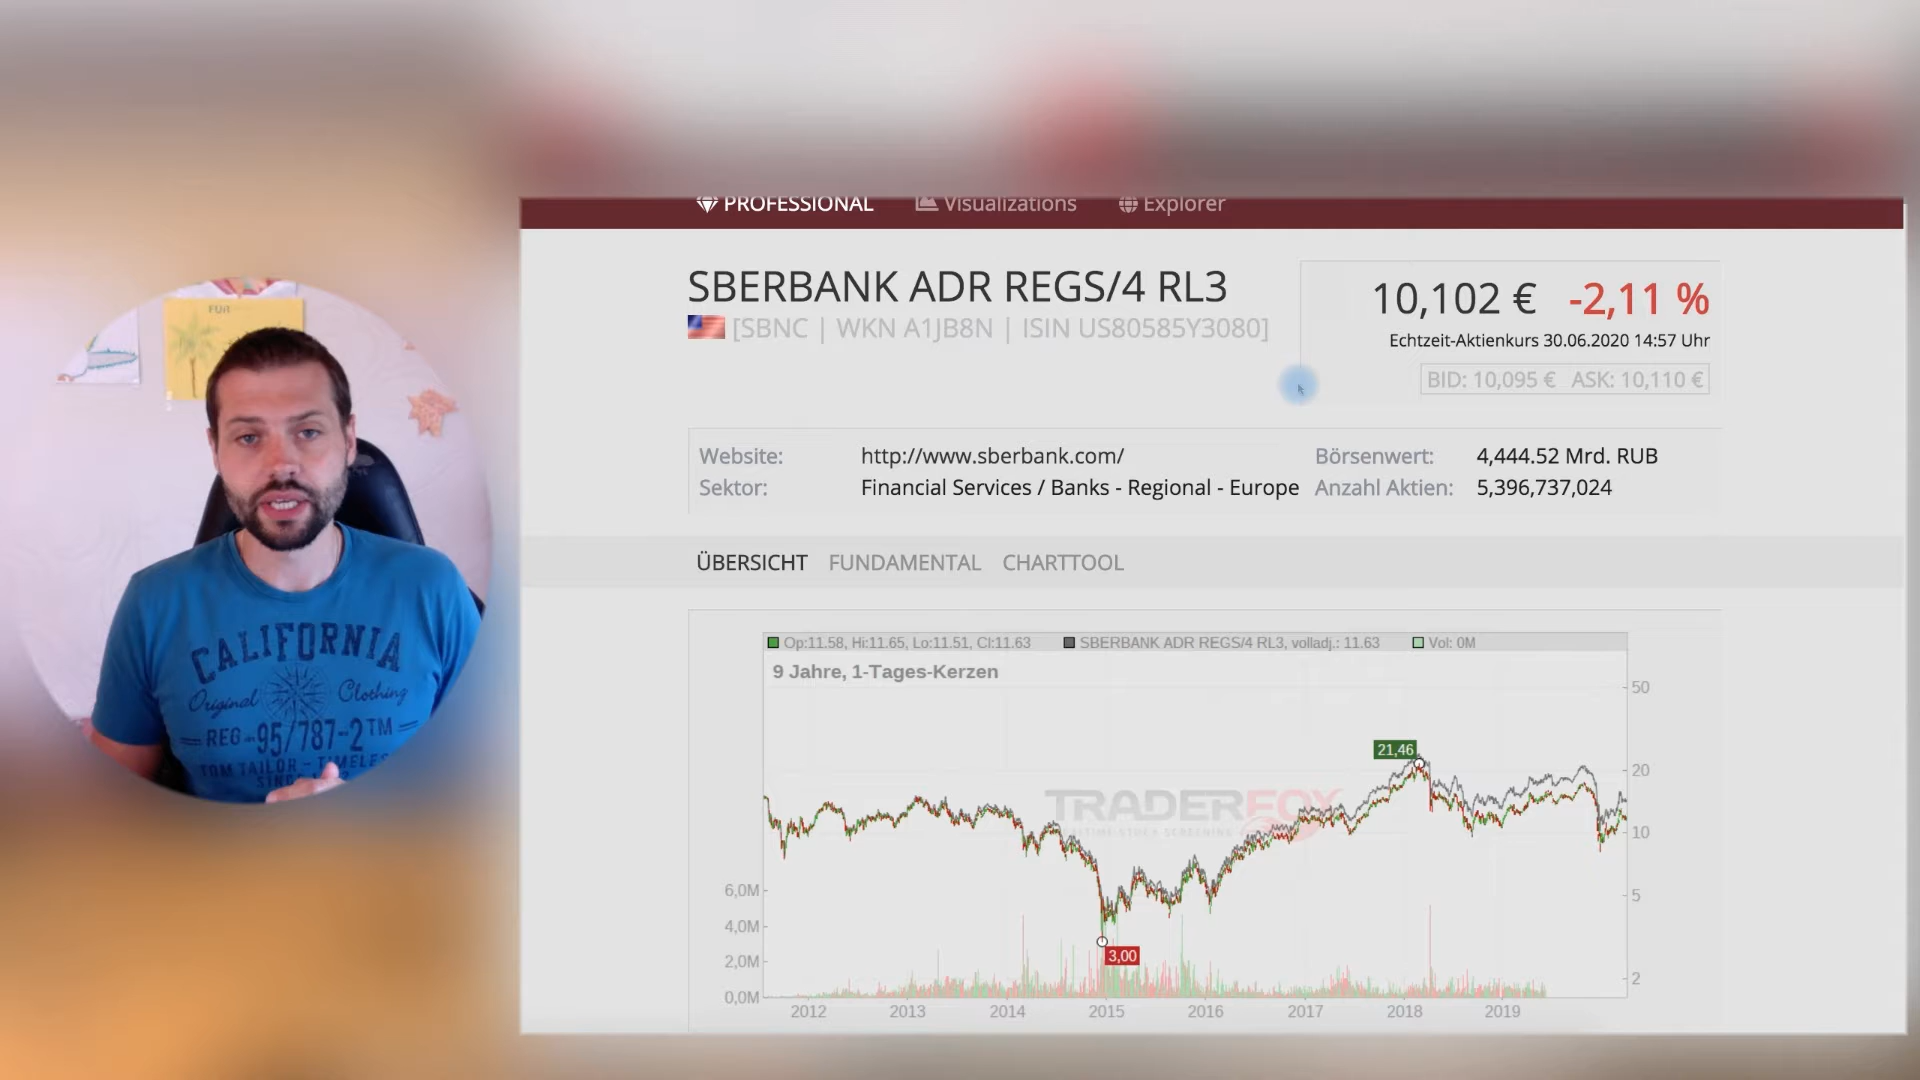 PROFESSIONAL Visualizations Explorer
SBERBANK ADR REGS/4 RL3
[SBNC | WKN A1JB8N | ISIN US80585Y3080]
10,102 € -2,11 %
Echtzeit-Aktienkurs 30.06.2020 14:57 Uhr
BID: 10,095 € ASK: 10,110 €
Website: http://www.sberbank.com/ Börsenwert: 4,444.52 Mrd. RUB
Sektor: Financial Services / Banks - Regional - Europe Anzahl Aktien: 5,396,737,024
ÜBERSICHT FUNDAMENTAL CHARTTOOL
Op:11.58, Hi:11.65, Lo:11.51, Cl:11.63 SBERBANK ADR REGS/4 RL3, volladj.: 11.63 Vol: 0M
9 Jahre, 1-Tages-Kerzen
50
21,46
20
TRADERFOX
REALTIME STOCK SCREENING
10
6,0M
5
4,0M
3,00
2,0M
2
0,0M
2012 2013 2014 2015 2016 2017 2018 2019
CALIFORNIA
Original Clothing
REG - 95/787-2 TM
TOM TAILOR - TIMELES
SINC